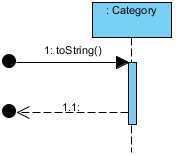 : Category
1: toString()
1.1: